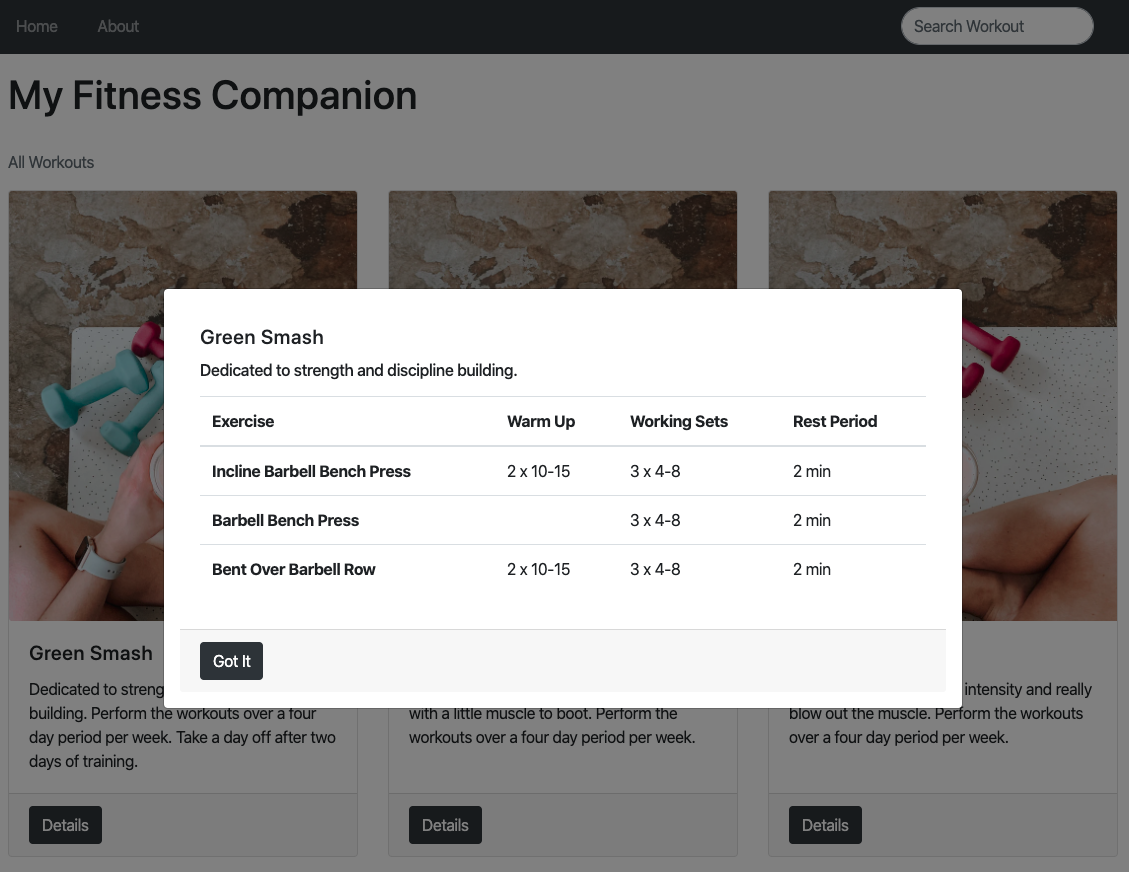 Home About Search Workout
My Fitness Companion
All Workouts
Green Smash
Dedicated to strength and discipline building.
Exercise Warm Up Working Sets Rest Period
Incline Barbell Bench Press 2 x 10-15 3 x 4-8 2 min
Barbell Bench Press 3 x 4-8 2 min
Bent Over Barbell Row 2 x 10-15 3 x 4-8 2 min
Got It
Green Smash
Dedicated to
building. Perform the workouts over a four
day period per week. Take a day off after two
days of training.
Details
with a little muscle to boot. Perform the
workouts over a four day period per week.
Details
intensity and really
blow out the muscle. Perform the workouts
over a four day period per week.
Details